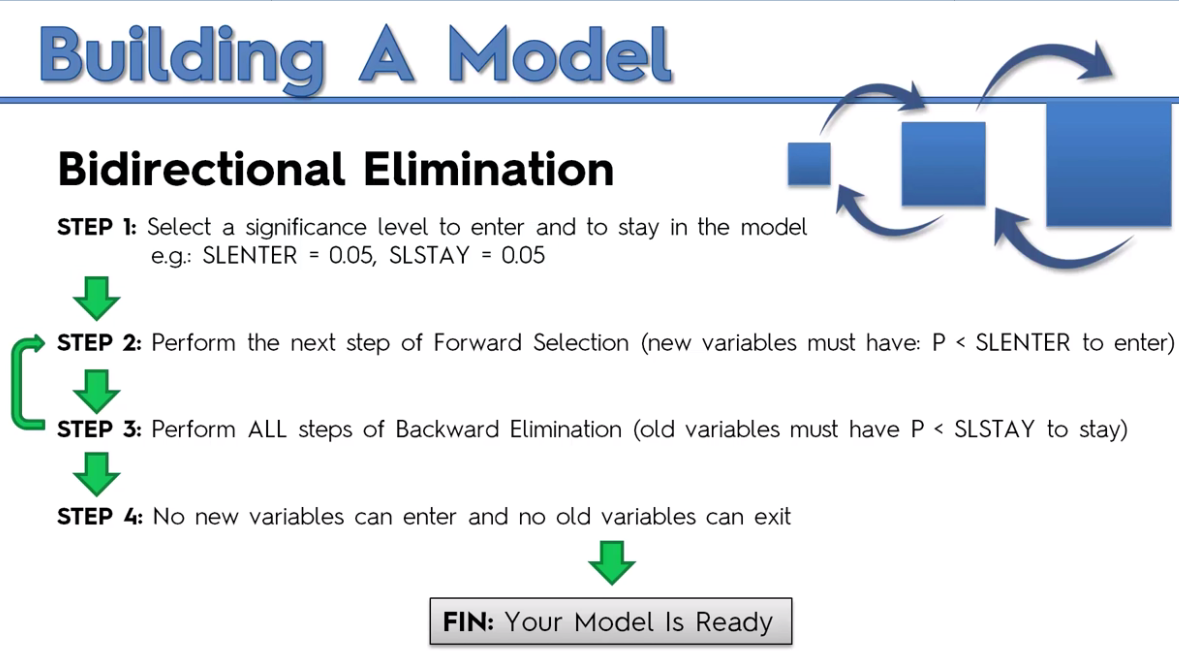 Building A Model
Bidirectional Elimination
STEP 1: Select a significance level to enter and to stay in the model
e.g.: SLENTER = 0.05, SLSTAY = 0.05
STEP 2: Perform the next step of Forward Selection (new variables must have: P < SLENTER to enter)
STEP 3: Perform ALL steps of Backward Elimination (old variables must have P < SLSTAY to stay)
STEP 4: No new variables can enter and no old variables can exit
FIN: Your Model Is Ready